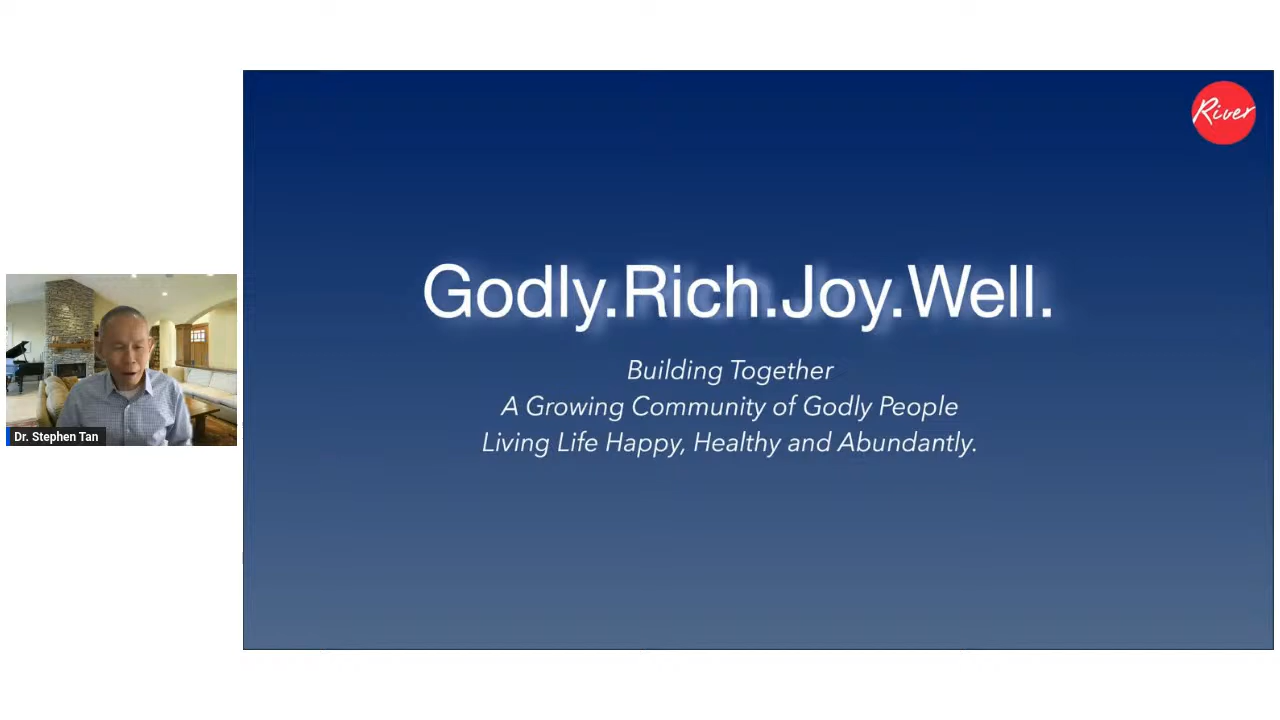 River
Godly.Rich.Joy.Well.
Building Together
A Growing Community of Godly People
Living Life Happy, Healthy and Abundantly.
Dr. Stephen Tan